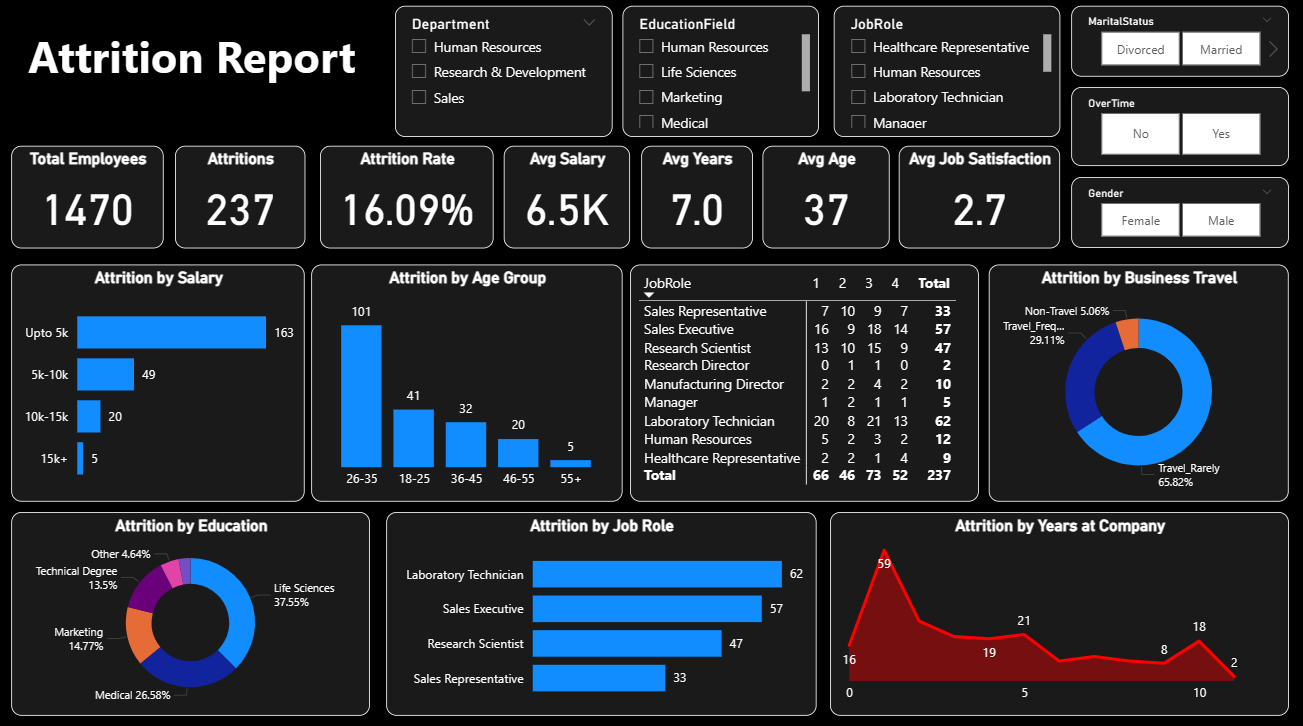 Attrition Report
Department
Human Resources
Research & Development
Sales
EducationField
Human Resources
Life Sciences
Marketing
Medical
JobRole
Healthcare Representative
Human Resources
Laboratory Technician
Manager
MaritalStatus
Divorced Married
OverTime
No Yes
Gender
Female Male
Total Employees
1470
Attritions
237
Attrition Rate
16.09%
Avg Salary
6.5K
Avg Years
7.0
Avg Age
37
Avg Job Satisfaction
2.7
Attrition by Salary
Upto 5k 163
5k-10k 49
10k-15k 20
15k+ 5
Attrition by Age Group
101
41
32
20
5
26-35 18-25 36-45 46-55 55+
JobRole 1 2 3 4 Total
Sales Representative 7 10 9 7 33
Sales Executive 16 9 18 14 57
Research Scientist 13 10 15 9 47
Research Director 0 1 1 0 2
Manufacturing Director 2 2 4 2 10
Manager 1 2 1 1 5
Laboratory Technician 20 8 21 13 62
Human Resources 5 2 3 2 12
Healthcare Representative 2 2 1 4 9
Total 66 46 73 52 237
Attrition by Business Travel
Non-Travel 5.06%
Travel_Freq...
29.11%
Travel_Rarely
65.82%
Attrition by Education
Other 4.64%
Technical Degree
13.5%
Life Sciences
37.55%
Marketing
14.77%
Medical 26.58%
Attrition by Job Role
Laboratory Technician 62
Sales Executive 57
Research Scientist 47
Sales Representative 33
Attrition by Years at Company
59
16
19
21
8
18
2
0 5 10